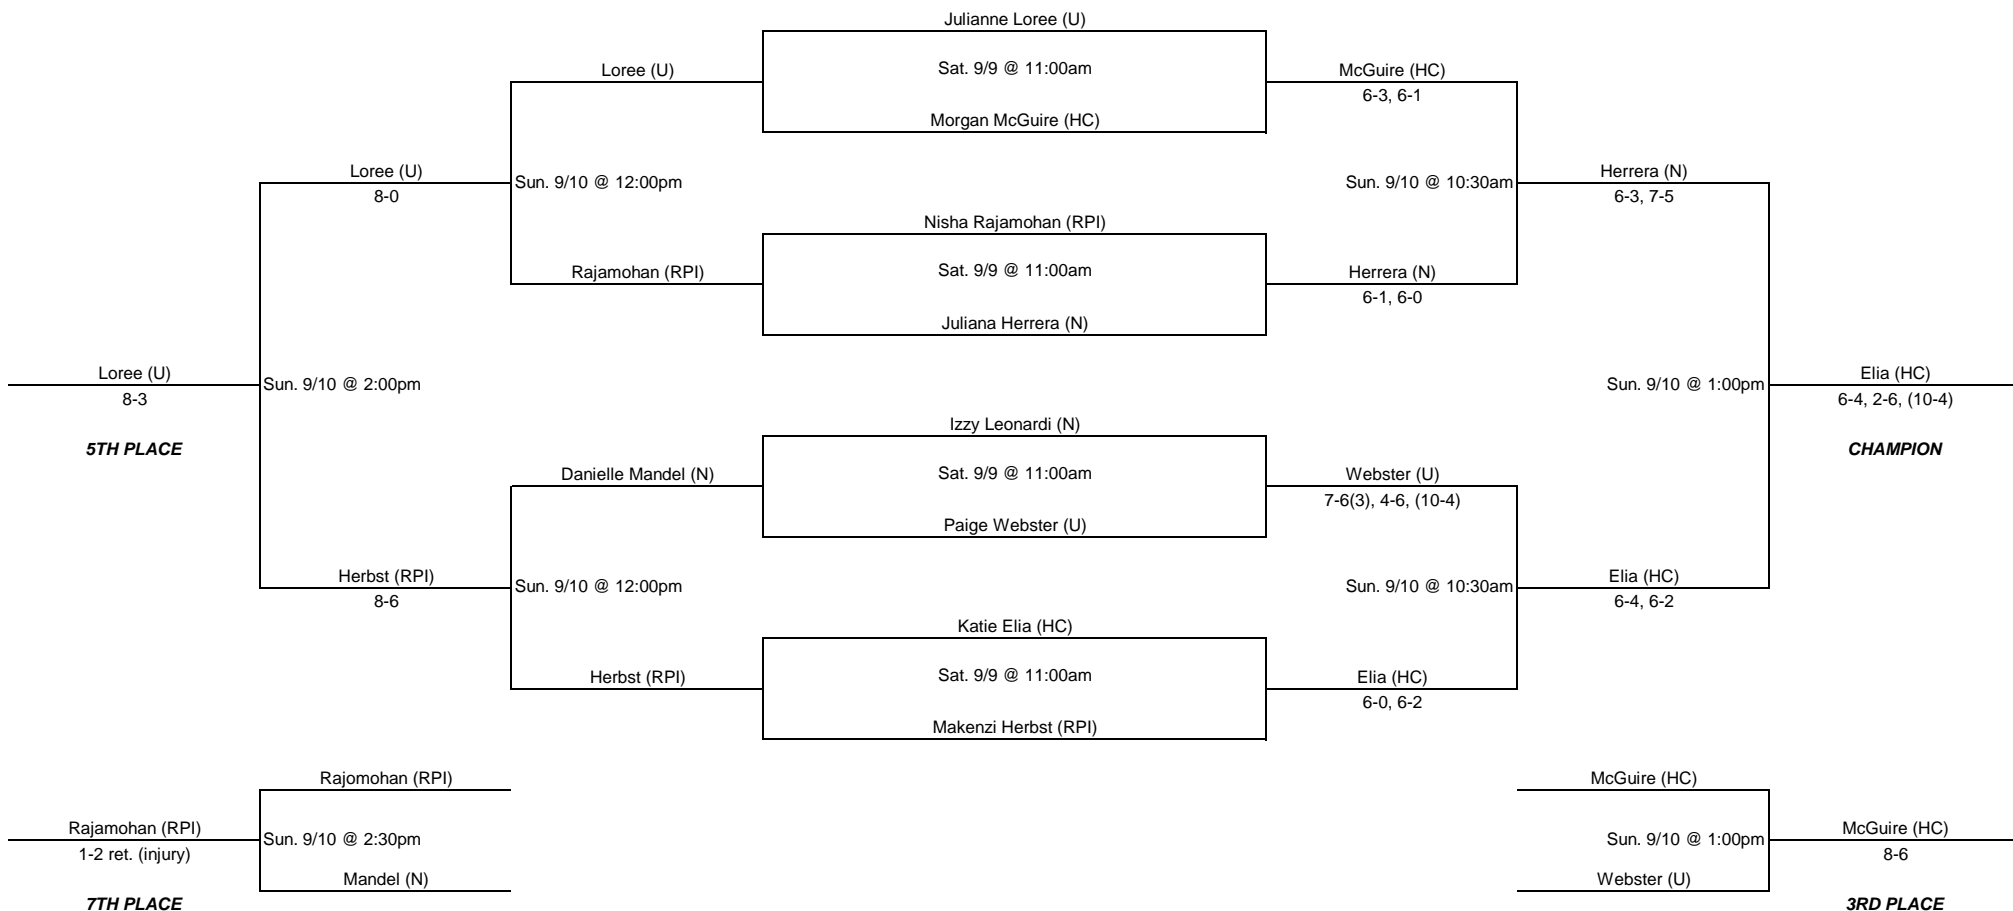 Julianne Loree (U)
Loree (U)
Sat. 9/9 @ 11:00am
McGuire (HC)
6-3, 6-1
Morgan McGuire (HC)
Loree (U)
8-0
Sun. 9/10 @ 12:00pm
Sun. 9/10 @ 10:30am
Herrera (N)
6-3, 7-5
Nisha Rajamohan (RPI)
Rajamohan (RPI)
Sat. 9/9 @ 11:00am
Herrera (N)
6-1, 6-0
Juliana Herrera (N)
Loree (U)
8-3
Sun. 9/10 @ 2:00pm
Sun. 9/10 @ 1:00pm
Elia (HC)
6-4, 2-6, (10-4)
5TH PLACE
CHAMPION
Izzy Leonardi (N)
Danielle Mandel (N)
Sat. 9/9 @ 11:00am
Webster (U)
7-6(3), 4-6, (10-4)
Paige Webster (U)
Herbst (RPI)
8-6
Sun. 9/10 @ 12:00pm
Sun. 9/10 @ 10:30am
Elia (HC)
6-4, 6-2
Katie Elia (HC)
Herbst (RPI)
Sat. 9/9 @ 11:00am
Elia (HC)
6-0, 6-2
Makenzi Herbst (RPI)
Rajomohan (RPI)
McGuire (HC)
Rajamohan (RPI)
1-2 ret. (injury)
Sun. 9/10 @ 2:30pm
Sun. 9/10 @ 1:00pm
McGuire (HC)
8-6
Mandel (N)
Webster (U)
7TH PLACE
3RD PLACE